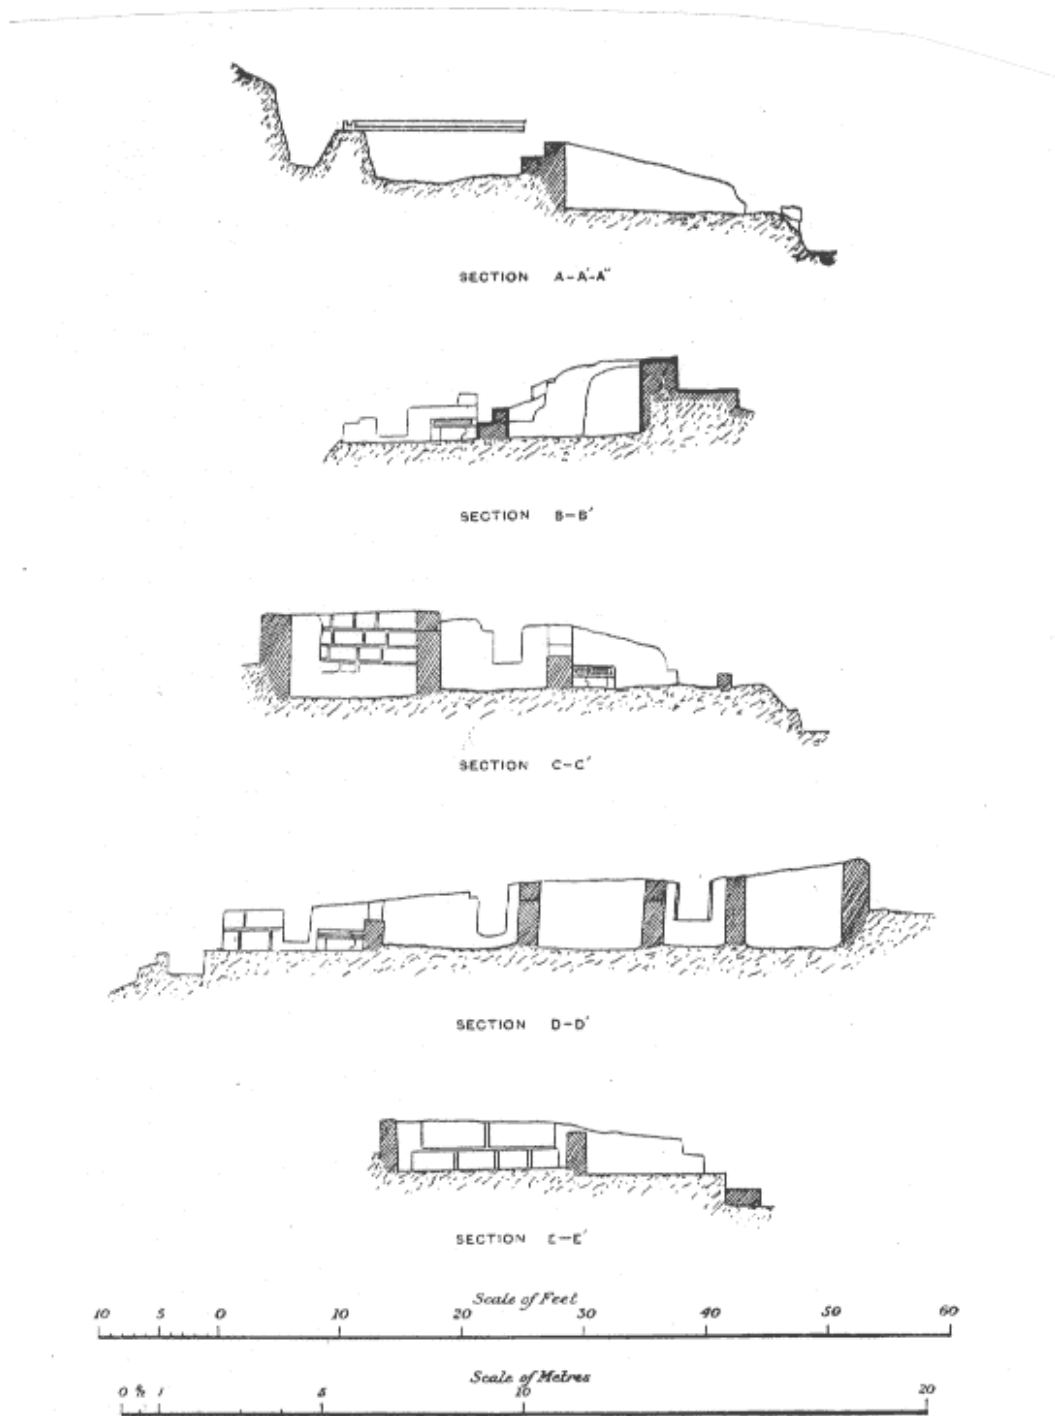 SECTION A-A'-A"
SECTION B-B'
SECTION C-C'
SECTION D-D'
SECTION E-E'
Scale of Feet
10 5 0 10 20 30 40 50 60
Scale of Metres
0 ½ 1 5 10 20